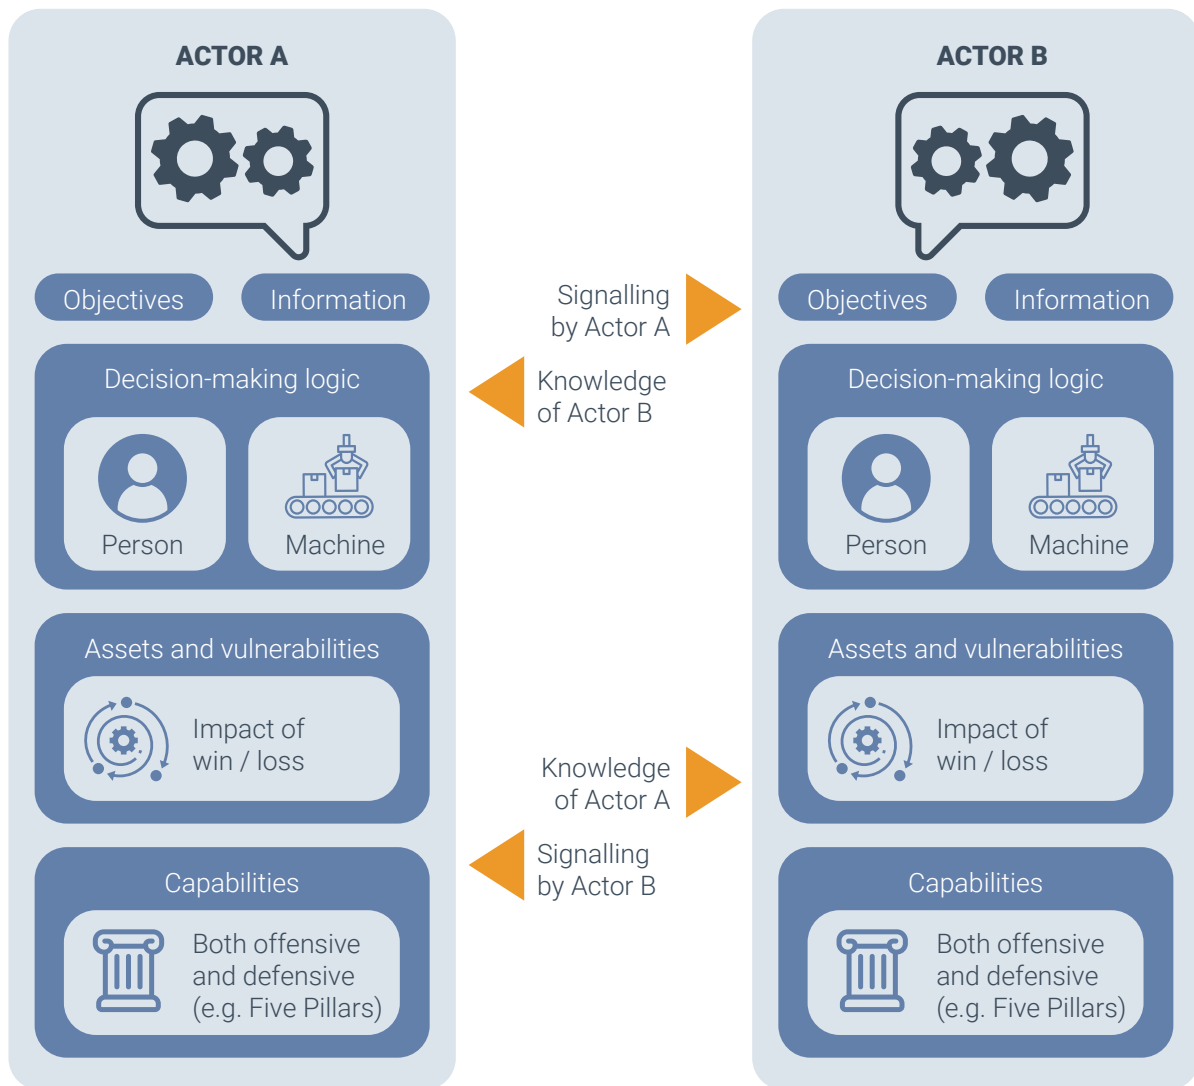 ACTOR A
Objectives
Information
Decision-making logic
Person
Machine
Assets and vulnerabilities
Impact of
win / loss
Capabilities
Both offensive
and defensive
(e.g. Five Pillars)
Signalling
by Actor A
Knowledge
of Actor B
Knowledge
of Actor A
Signalling
by Actor B
ACTOR B
Objectives
Information
Decision-making logic
Person
Machine
Assets and vulnerabilities
Impact of
win / loss
Capabilities
Both offensive
and defensive
(e.g. Five Pillars)